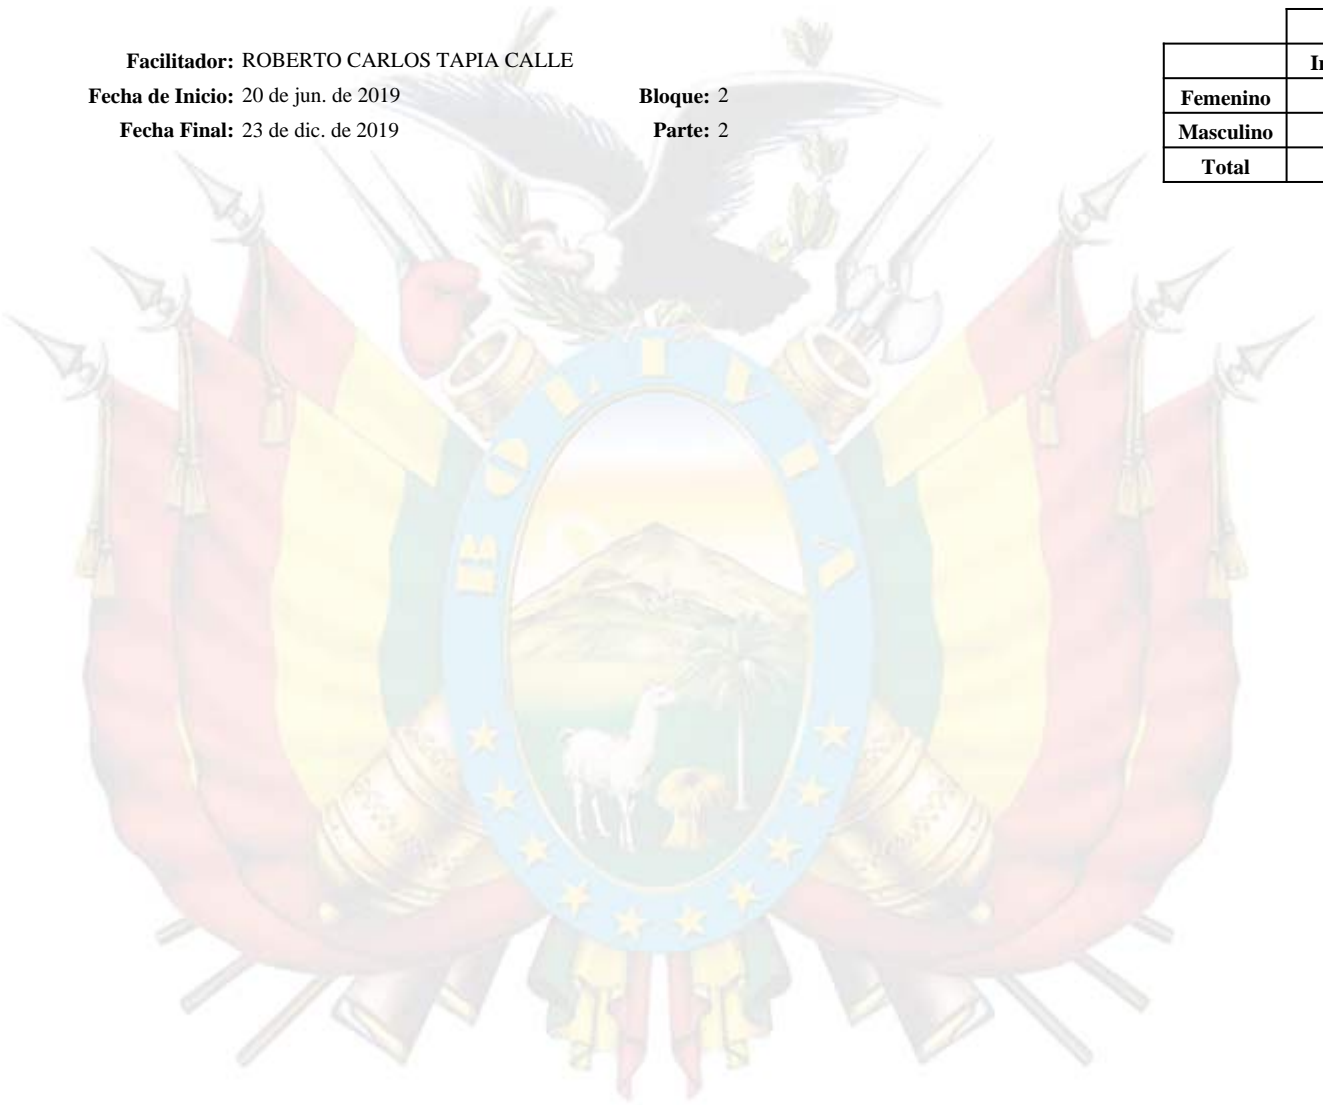 Facilitador: ROBERTO CARLOS TAPIA CALLE
Fecha de Inicio: 20 de jun. de 2019 Bloque: 2
Fecha Final: 23 de dic. de 2019 Parte: 2
Femenino
Masculino
Total
BOLIVIA